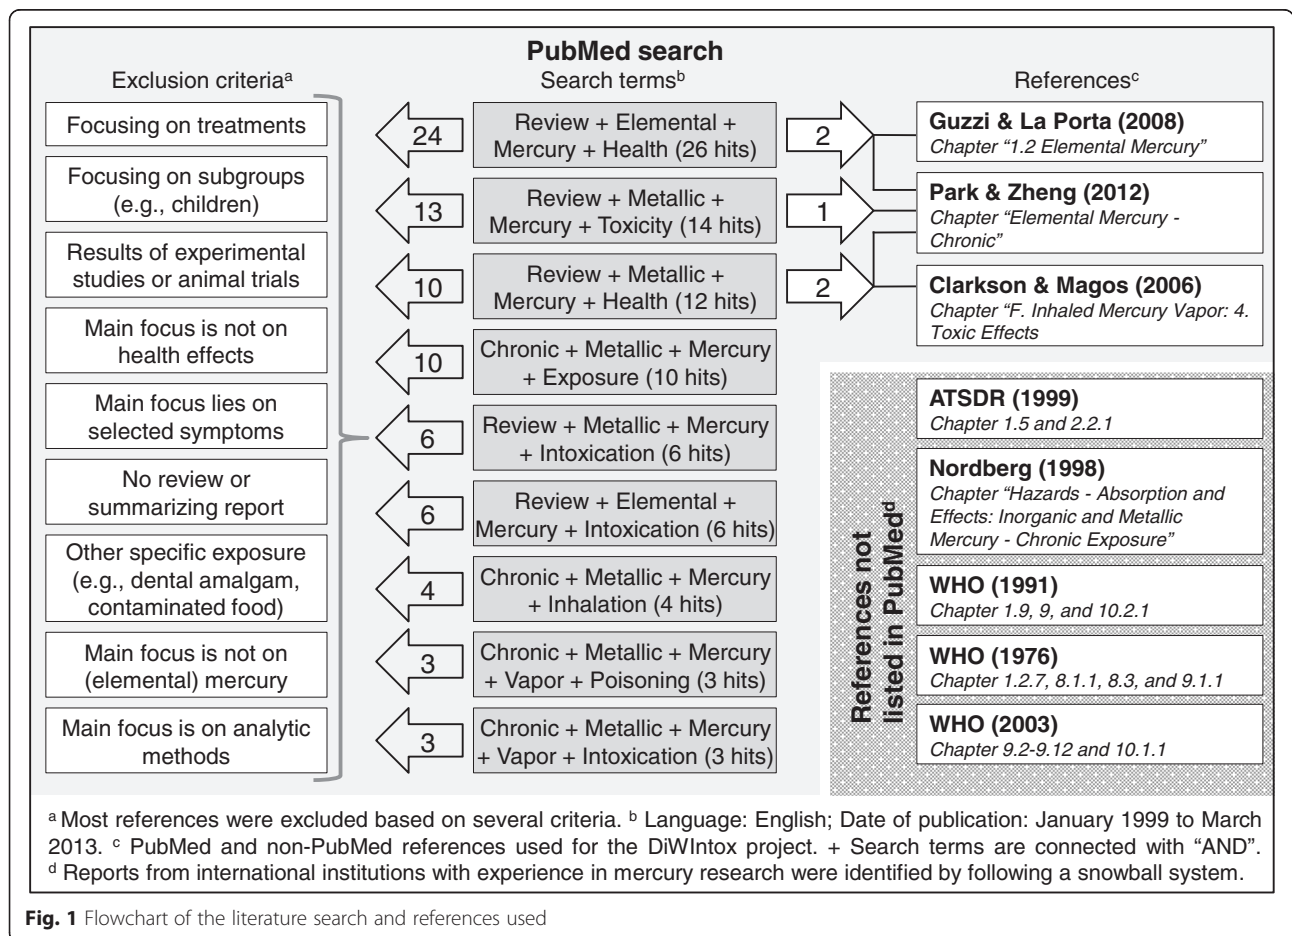 PubMed search
Exclusion criteriaᵃ
Focusing on treatments
Focusing on subgroups
(e.g., children)
Results of experimental
studies or animal trials
Main focus is not on
health effects
Main focus lies on
selected symptoms
No review or
summarizing report
Other specific exposure
(e.g., dental amalgam,
contaminated food)
Main focus is not on
(elemental) mercury
Main focus is on analytic
methods
Search termsᵇ
24
Review + Elemental +
Mercury + Health (26 hits)
2
13
Review + Metallic +
Mercury + Toxicity (14 hits)
1
10
Review + Metallic +
Mercury + Health (12 hits)
2
10
Chronic + Metallic + Mercury
+ Exposure (10 hits)
6
Review + Metallic + Mercury
+ Intoxication (6 hits)
6
Review + Elemental +
Mercury + Intoxication (6 hits)
4
Chronic + Metallic + Mercury
+ Inhalation (4 hits)
3
Chronic + Metallic + Mercury
+ Vapor + Poisoning (3 hits)
3
Chronic + Metallic + Mercury
+ Vapor + Intoxication (3 hits)
Referencesᶜ
Guzzi & La Porta (2008)
Chapter “1.2 Elemental Mercury”
Park & Zheng (2012)
Chapter “Elemental Mercury -
Chronic”
Clarkson & Magos (2006)
Chapter “F. Inhaled Mercury Vapor: 4.
Toxic Effects
References not
listed in PubMedᵈ
ATSDR (1999)
Chapter 1.5 and 2.2.1
Nordberg (1998)
Chapter “Hazards - Absorption and
Effects: Inorganic and Metallic
Mercury - Chronic Exposure”
WHO (1991)
Chapter 1.9, 9, and 10.2.1
WHO (1976)
Chapter 1.2.7, 8.1.1, 8.3, and 9.1.1
WHO (2003)
Chapter 9.2-9.12 and 10.1.1
ᵃ Most references were excluded based on several criteria. ᵇ Language: English; Date of publication: January 1999 to March
2013. ᶜ PubMed and non-PubMed references used for the DiWIntox project. + Search terms are connected with “AND”.
ᵈ Reports from international institutions with experience in mercury research were identified by following a snowball system.
Fig. 1 Flowchart of the literature search and references used